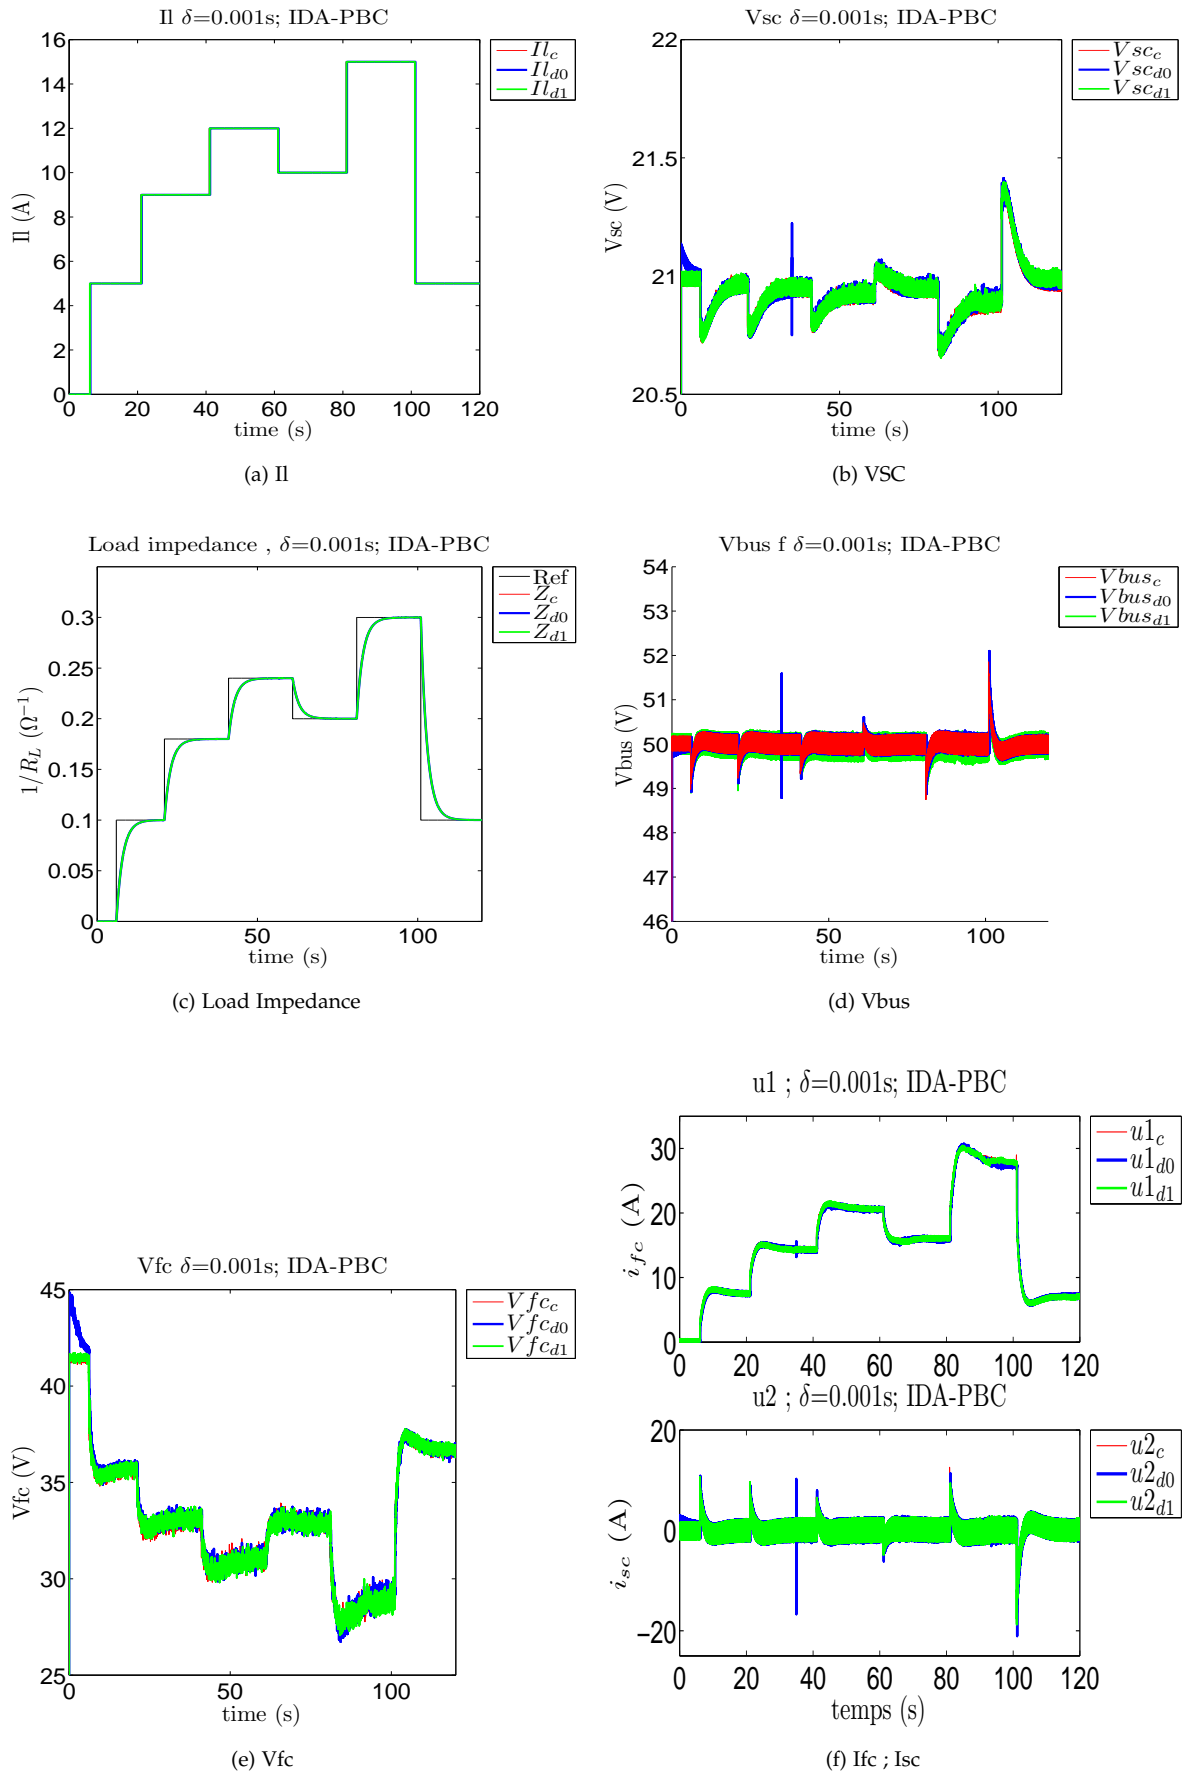 Il δ=0.001s; IDA-PBC
16
14
12
10
8
6
4
2
0
Il (A)
0 20 40 60 80 100 120
time (s)
Il_c
Il_d0
Il_d1
(a) Il
Vsc δ=0.001s; IDA-PBC
22
21.5
21
20.5
Vsc (V)
0 50 100
time (s)
Vsc_c
Vsc_d0
Vsc_d1
(b) VSC
Load impedance , δ=0.001s; IDA-PBC
0.3
0.25
0.2
0.15
0.1
0.05
0
1/R_L (Ω⁻¹)
0 50 100
time (s)
Ref
Z_c
Z_d0
Z_d1
(c) Load Impedance
Vbus f δ=0.001s; IDA-PBC
54
53
52
51
50
49
48
47
46
Vbus (V)
0 50 100
time (s)
Vbus_c
Vbus_d0
Vbus_d1
(d) Vbus
Vfc δ=0.001s; IDA-PBC
45
40
35
30
25
Vfc (V)
0 50 100
time (s)
Vfc_c
Vfc_d0
Vfc_d1
(e) Vfc
u1 ; δ=0.001s; IDA-PBC
30
20
10
0
i_fc (A)
0 20 40 60 80 100 120
u1_c
u1_d0
u1_d1
u2 ; δ=0.001s; IDA-PBC
20
0
−20
i_sc (A)
0 20 40 60 80 100 120
temps (s)
u2_c
u2_d0
u2_d1
(f) Ifc ; Isc